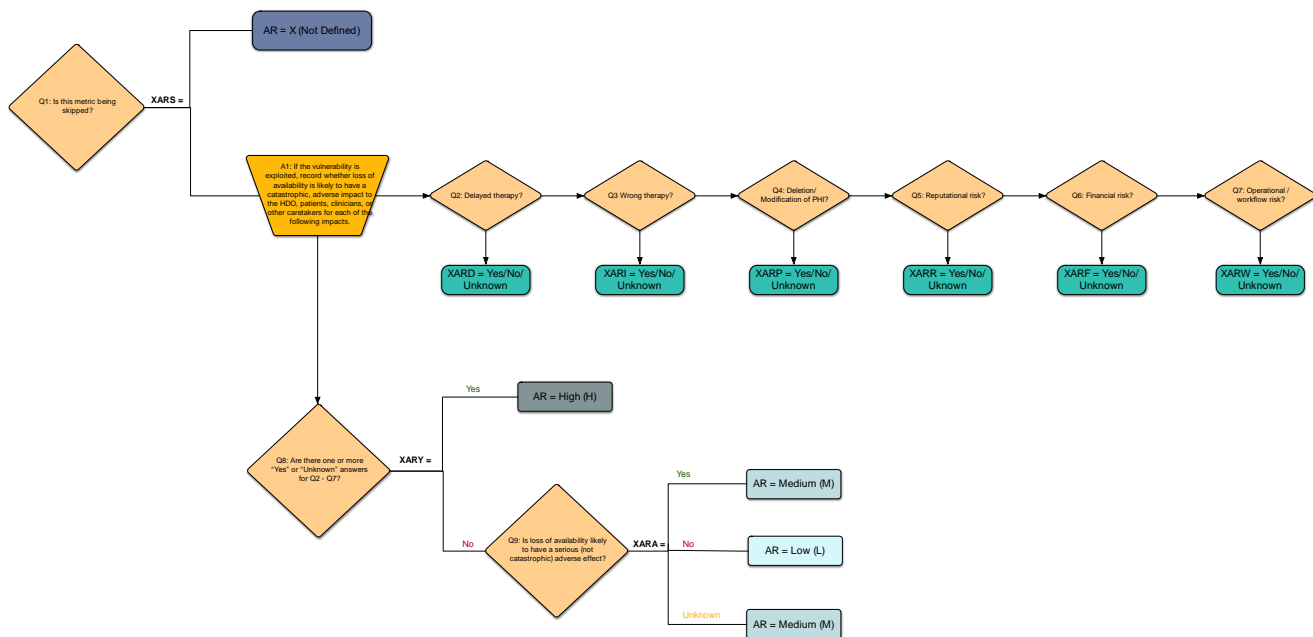 AR = X (Not Defined)
Q1: Is this metric being
skipped?
XARS =
A1: If the vulnerability is
exploited, record whether loss of
availability is likely to have a
catastrophic, adverse impact to
the HDO, patients, clinicians, or
other caretakers for each of the
following impacts.
Q2: Delayed therapy?
Q3 Wrong therapy?
Q4: Deletion/
Modification of PHI?
Q5: Reputational risk?
Q6: Financial risk?
Q7: Operational /
workflow risk?
XARD = Yes/No/
Unknown
XARI = Yes/No/
Unknown
XARP = Yes/No/
Unknown
XARR = Yes/No/
Uknown
XARF = Yes/No/
Unknown
XARW = Yes/No/
Unknown
Yes
AR = High (H)
Q8: Are there one or more
"Yes" or "Unknown" answers
for Q2 - Q7?
XARY =
No
Q9: Is loss of availability likely
to have a serious (not
catastrophic) adverse effect?
XARA =
Yes
AR = Medium (M)
No
AR = Low (L)
Unknown
AR = Medium (M)